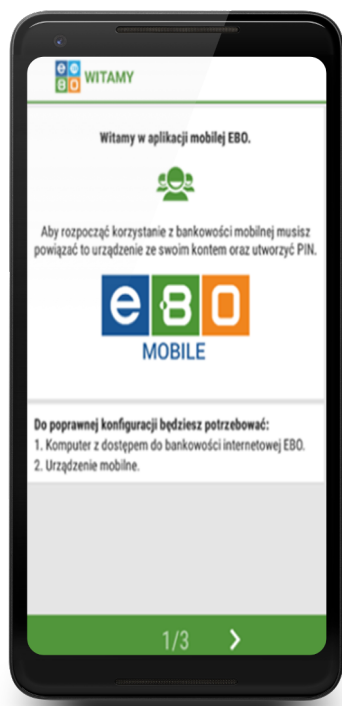 eBO WITAMY
Witamy w aplikacji mobilej EBO.
Aby rozpocząć korzystanie z bankowości mobilnej musisz
powiązać to urządzenie ze swoim kontem oraz utworzyć PIN.
eBO
MOBILE
Do poprawnej konfiguracji będziesz potrzebować:
1. Komputer z dostępem do bankowości internetowej EBO.
2. Urządzenie mobilne.
1/3